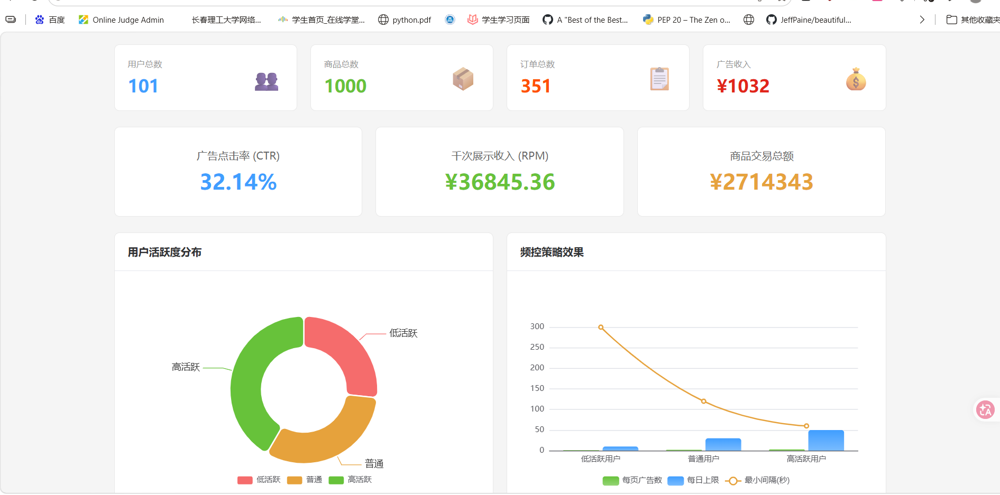 百度
Online Judge Admin
长春理工大学网络...
学生首页_在线学堂...
python.pdf
学生学习页面
A "Best of the Best...
PEP 20 – The Zen o...
JeffPaine/beautiful...
其他收藏夹
用户总数
101
商品总数
1000
订单总数
351
广告收入
¥1032
广告点击率 (CTR)
32.14%
千次展示收入 (RPM)
¥36845.36
商品交易总额
¥2714343
用户活跃度分布
低活跃
高活跃
普通
低活跃
普通
高活跃
频控策略效果
300
250
200
150
100
50
0
低活跃用户
普通用户
高活跃用户
每页广告数
每日上限
最小间隔(秒)